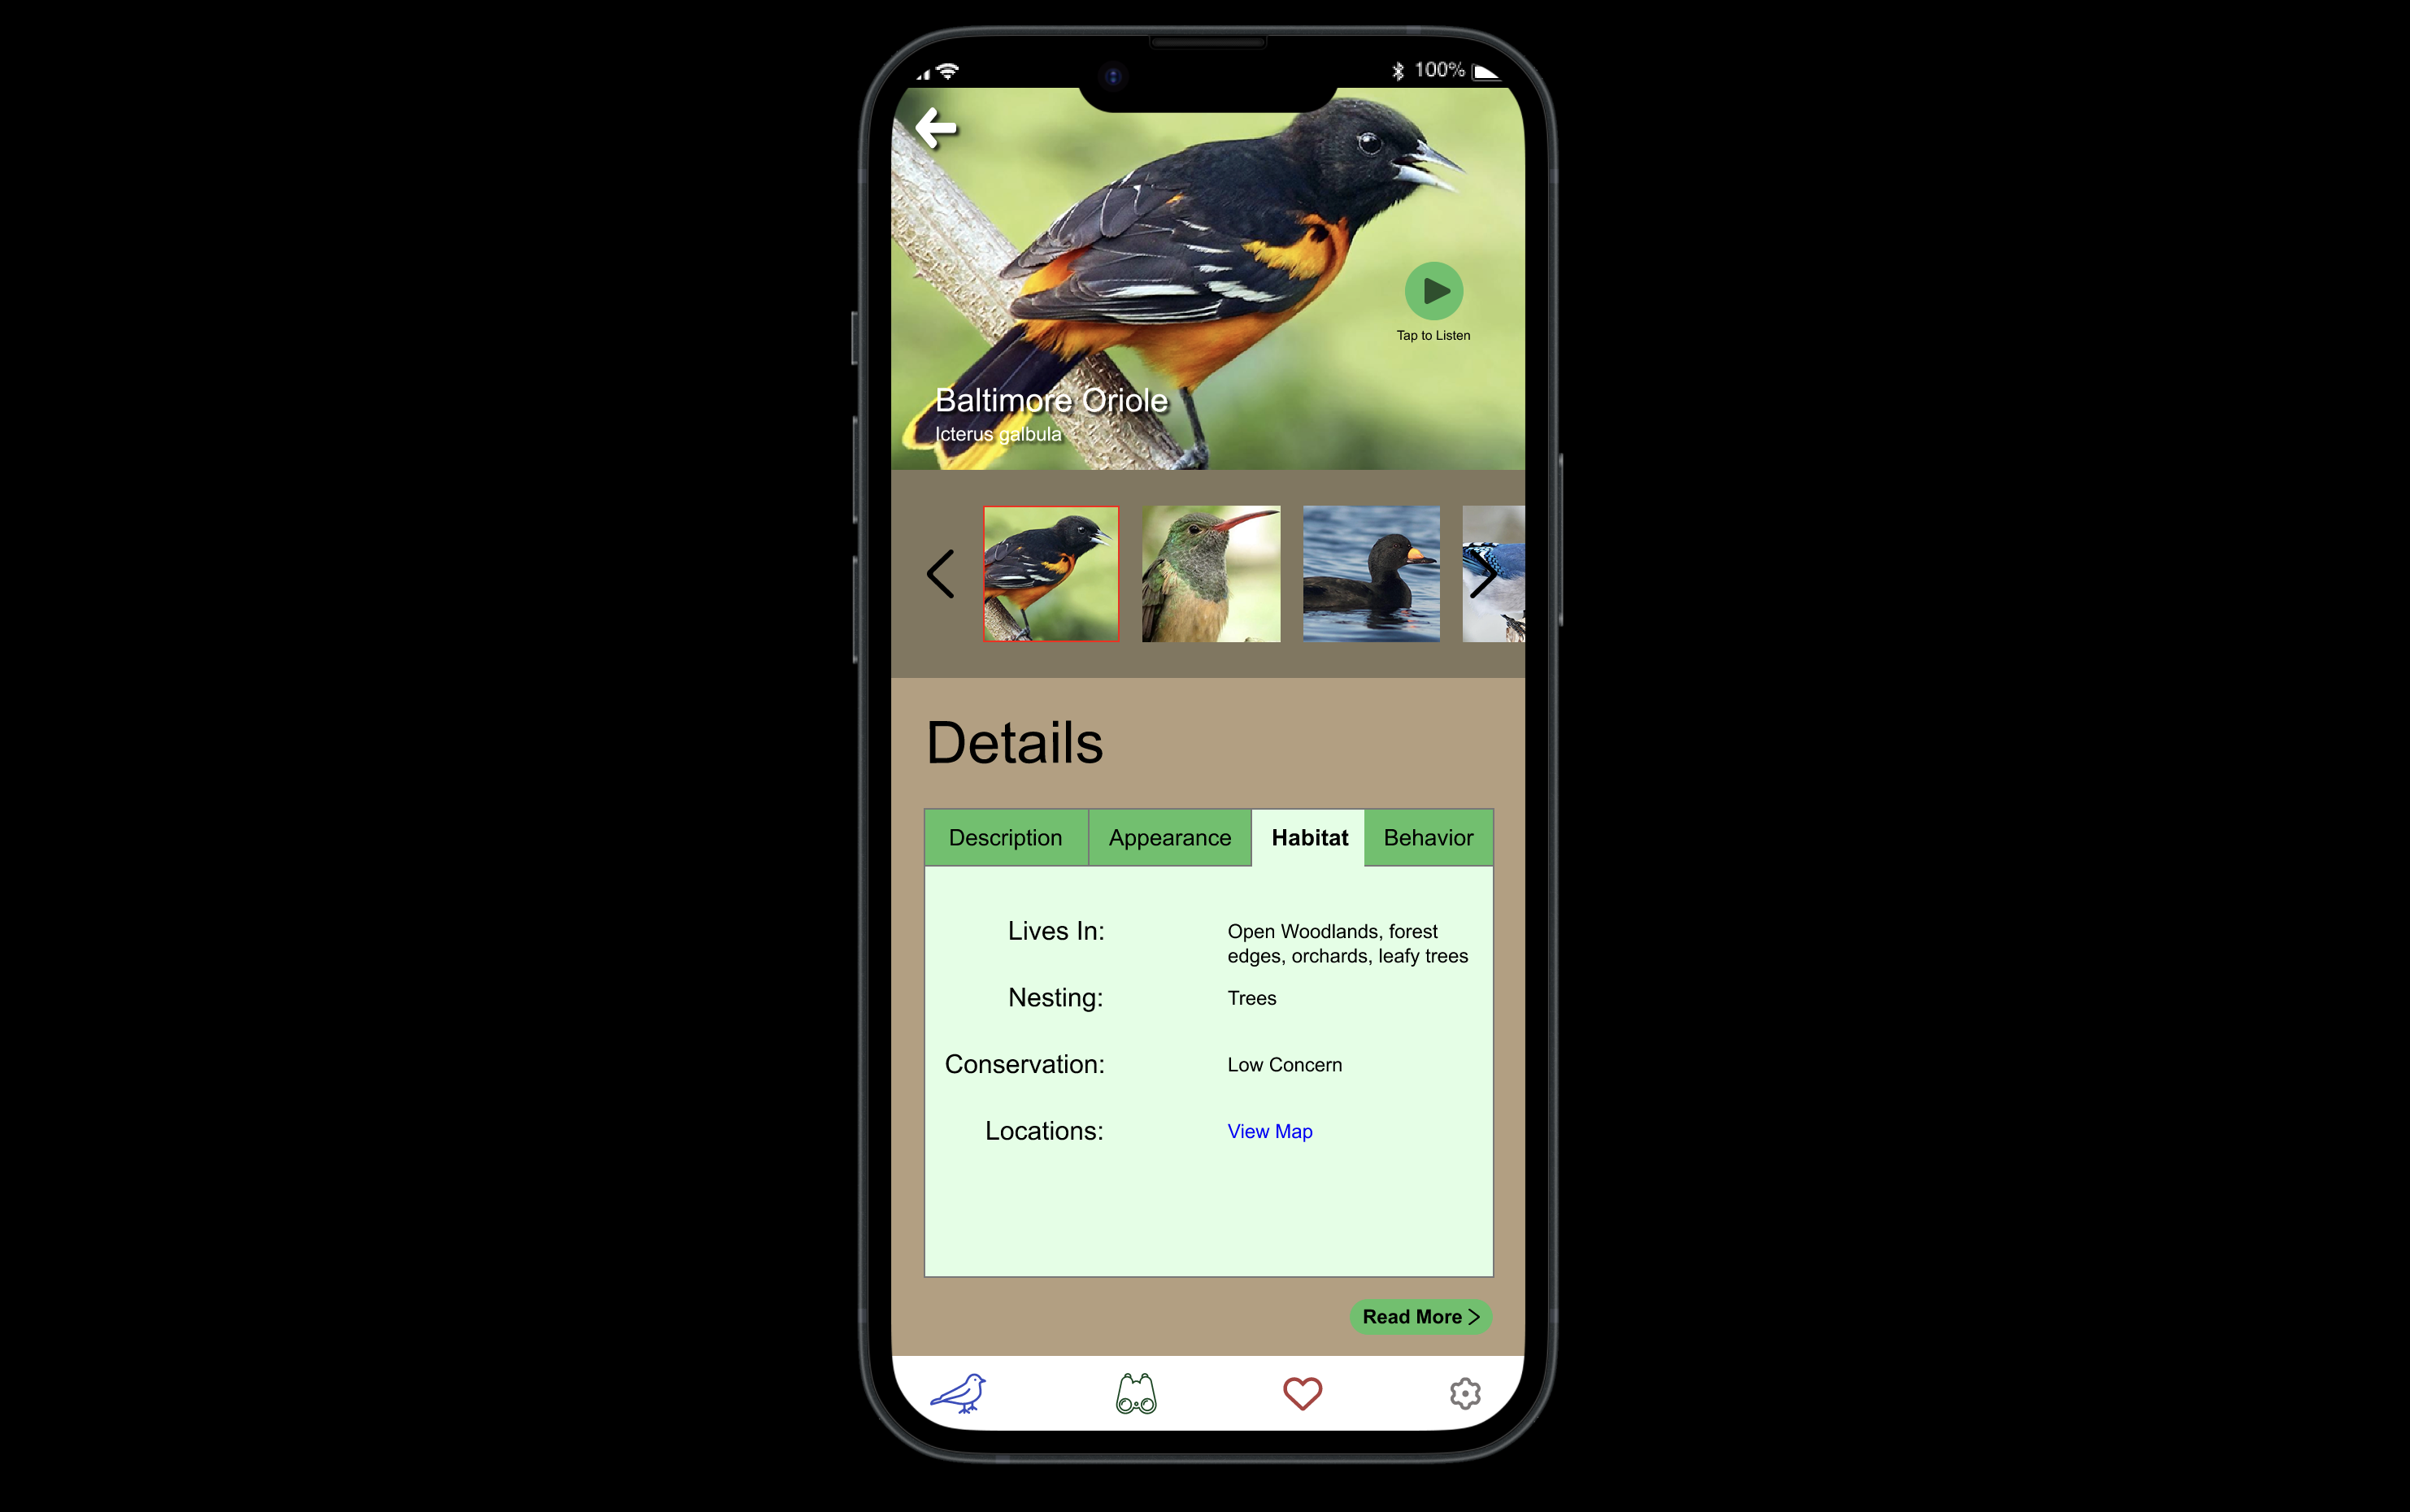 100%
Tap to Listen
Baltimore Oriole
Icterus galbula
Details
Description Appearance Habitat Behavior
Lives In: Open Woodlands, forest
edges, orchards, leafy trees
Nesting: Trees
Conservation: Low Concern
Locations: View Map
Read More